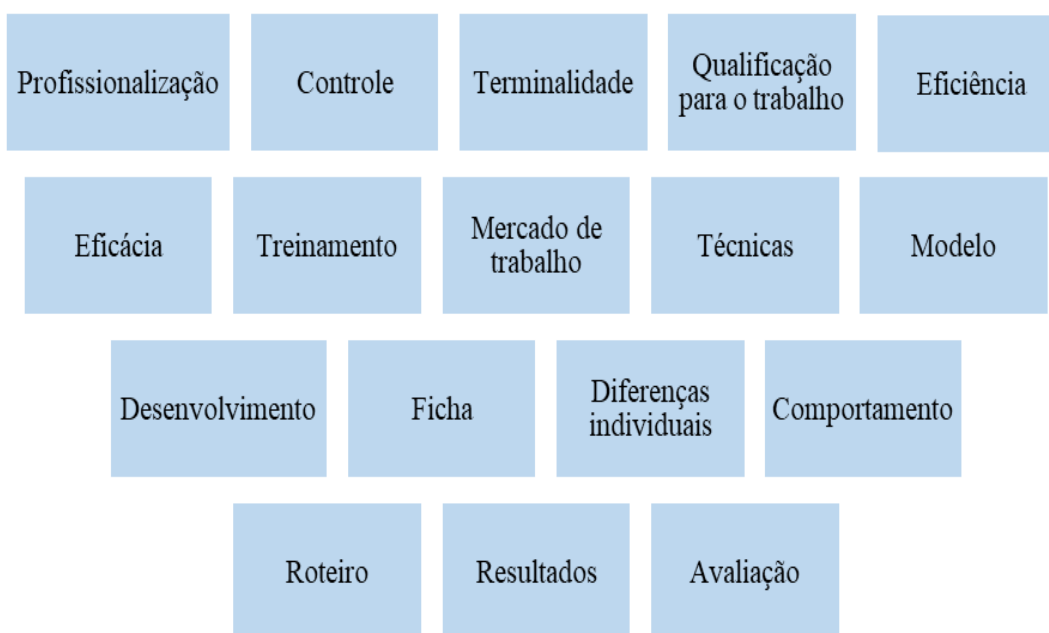 Profissionalização
Controle
Terminalidade
Qualificação
para o trabalho
Eficiência
Eficácia
Treinamento
Mercado de
trabalho
Técnicas
Modelo
Desenvolvimento
Ficha
Diferenças
individuais
Comportamento
Roteiro
Resultados
Avaliação